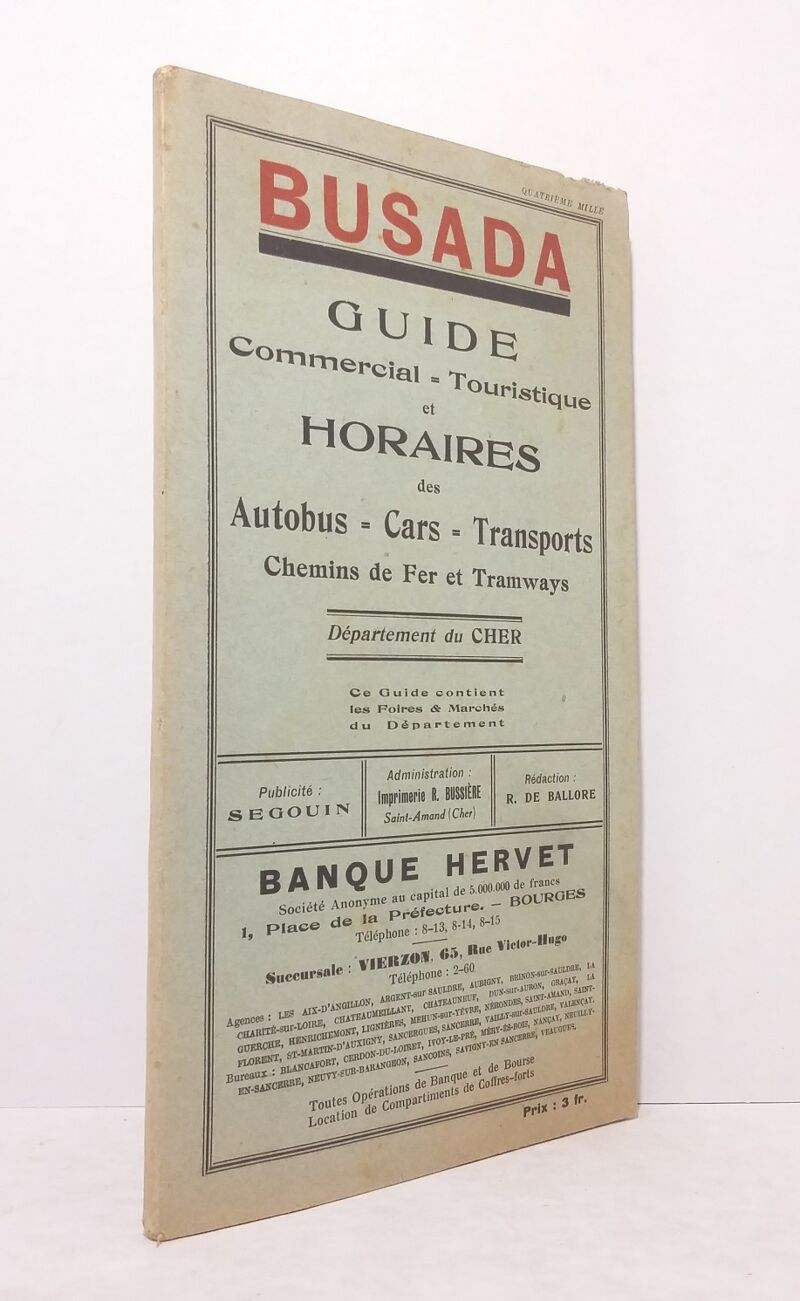 QUATRIÈME MILLE
BUSADA
GUIDE
Commercial = Touristique
et
HORAIRES
des
Autobus = Cars = Transports
Chemins de Fer et Tramways
Département du CHER
Ce Guide contient
les Foires & Marchés
du Département
Publicité :
SEGOUIN
Administration :
Imprimerie R. BUSSIÈRE
Saint-Amand (Cher)
Rédaction :
R. DE BALLORE
BANQUE HERVET
Société Anonyme au capital de 5.000.000 de francs
1, Place de la Préfecture. — BOURGES
Téléphone : 8-13, 8-14, 8-15
Succursale : VIERZON, 65, Rue Victor-Hugo
Téléphone : 2-60
Agences : LES AIX-D'ANGILLON, ARGENT-sur SAULDRE, AUBIGNY, BRINON-sur-SAULDRE, LA
CHARITÉ-sur-LOIRE, CHATEAUMEILLANT, CHATEAUNEUF, DUN-sur-AURON, GRAÇAY, LA
GUERCHE, HENRICHEMONT, LIGNIÈRES, MEHUN-sur-YÈVRE, NÉRONDES, SAINT-AMAND, SAINT-
FLORENT, ST-MARTIN-D'AUXIGNY, SANCERGUES, SANCERRE, VAILLY-sur-SAULDRE, VALENÇAY.
Bureaux : BLANCAFORT, CERDON-DU-LOIRET, IVOY-LE-PRÉ, MÉRY-ÈS-BOIS, NANÇAY, NEUILLY-
EN-SANCERRE, NEUVY-SUR-BARANGEON, SANCOINS, SAVIGNY-EN SANCERRE, VEAUGUES.
Toutes Opérations de Banque et de Bourse
Location de Compartiments de Coffres-forts
Prix : 3 fr.